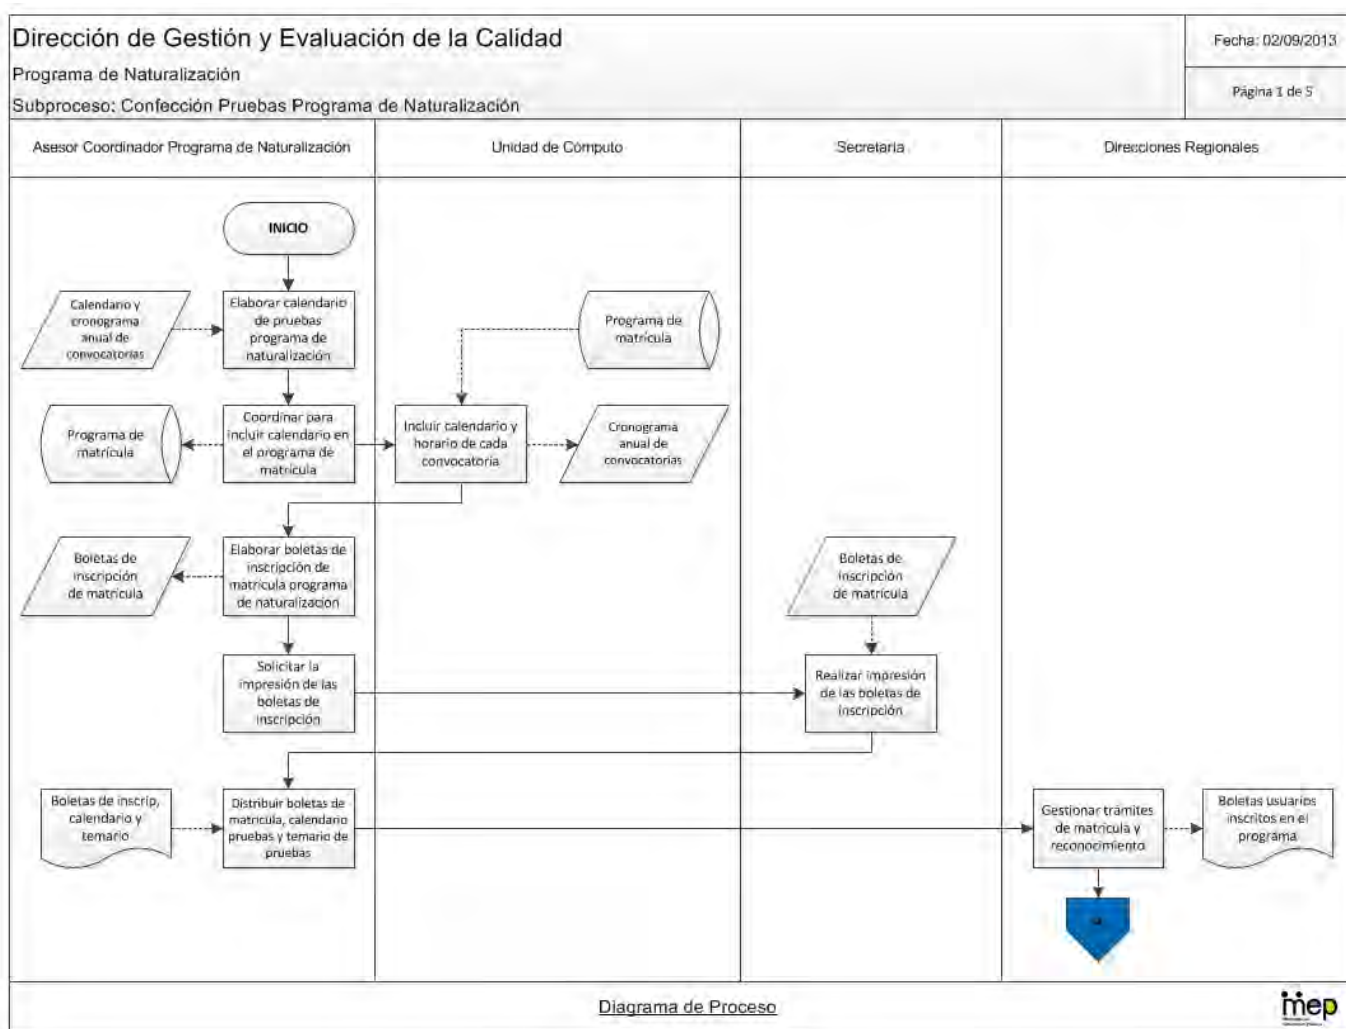 Dirección de Gestión y Evaluación de la Calidad
Programa de Naturalización
Subproceso: Confección Pruebas Programa de Naturalización
Fecha: 02/09/2013
Página 1 de 5
Asesor Coordinador Programa de Naturalización
Unidad de Cómputo
Secretaria
Direcciones Regionales
INICIO
Calendario y
cronograma
anual de
convocatorias
Elaborar calendario
de pruebas
programa de
naturalización
Programa de
matrícula
Programa de
matrícula
Coordinar para
incluir calendario en
el programa de
matrícula
Incluir calendario y
horario de cada
convocatoria
Cronograma
anual de
convocatorias
Boletas de
inscripción
de matrícula
Elaborar boletas de
inscripción de
matrícula programa
de naturalización
Boletas de
inscripción
de matrícula
Solicitar la
impresión de las
boletas de
inscripción
Realizar impresión
de las boletas de
inscripción
Boletas de inscrip,
calendario y
temario
Distribuir boletas de
matrícula, calendario
pruebas y temario de
pruebas
Gestionar trámites
de matrícula y
reconocimiento
Boletas usuarios
inscritos en el
programa
Diagrama de Proceso
mep